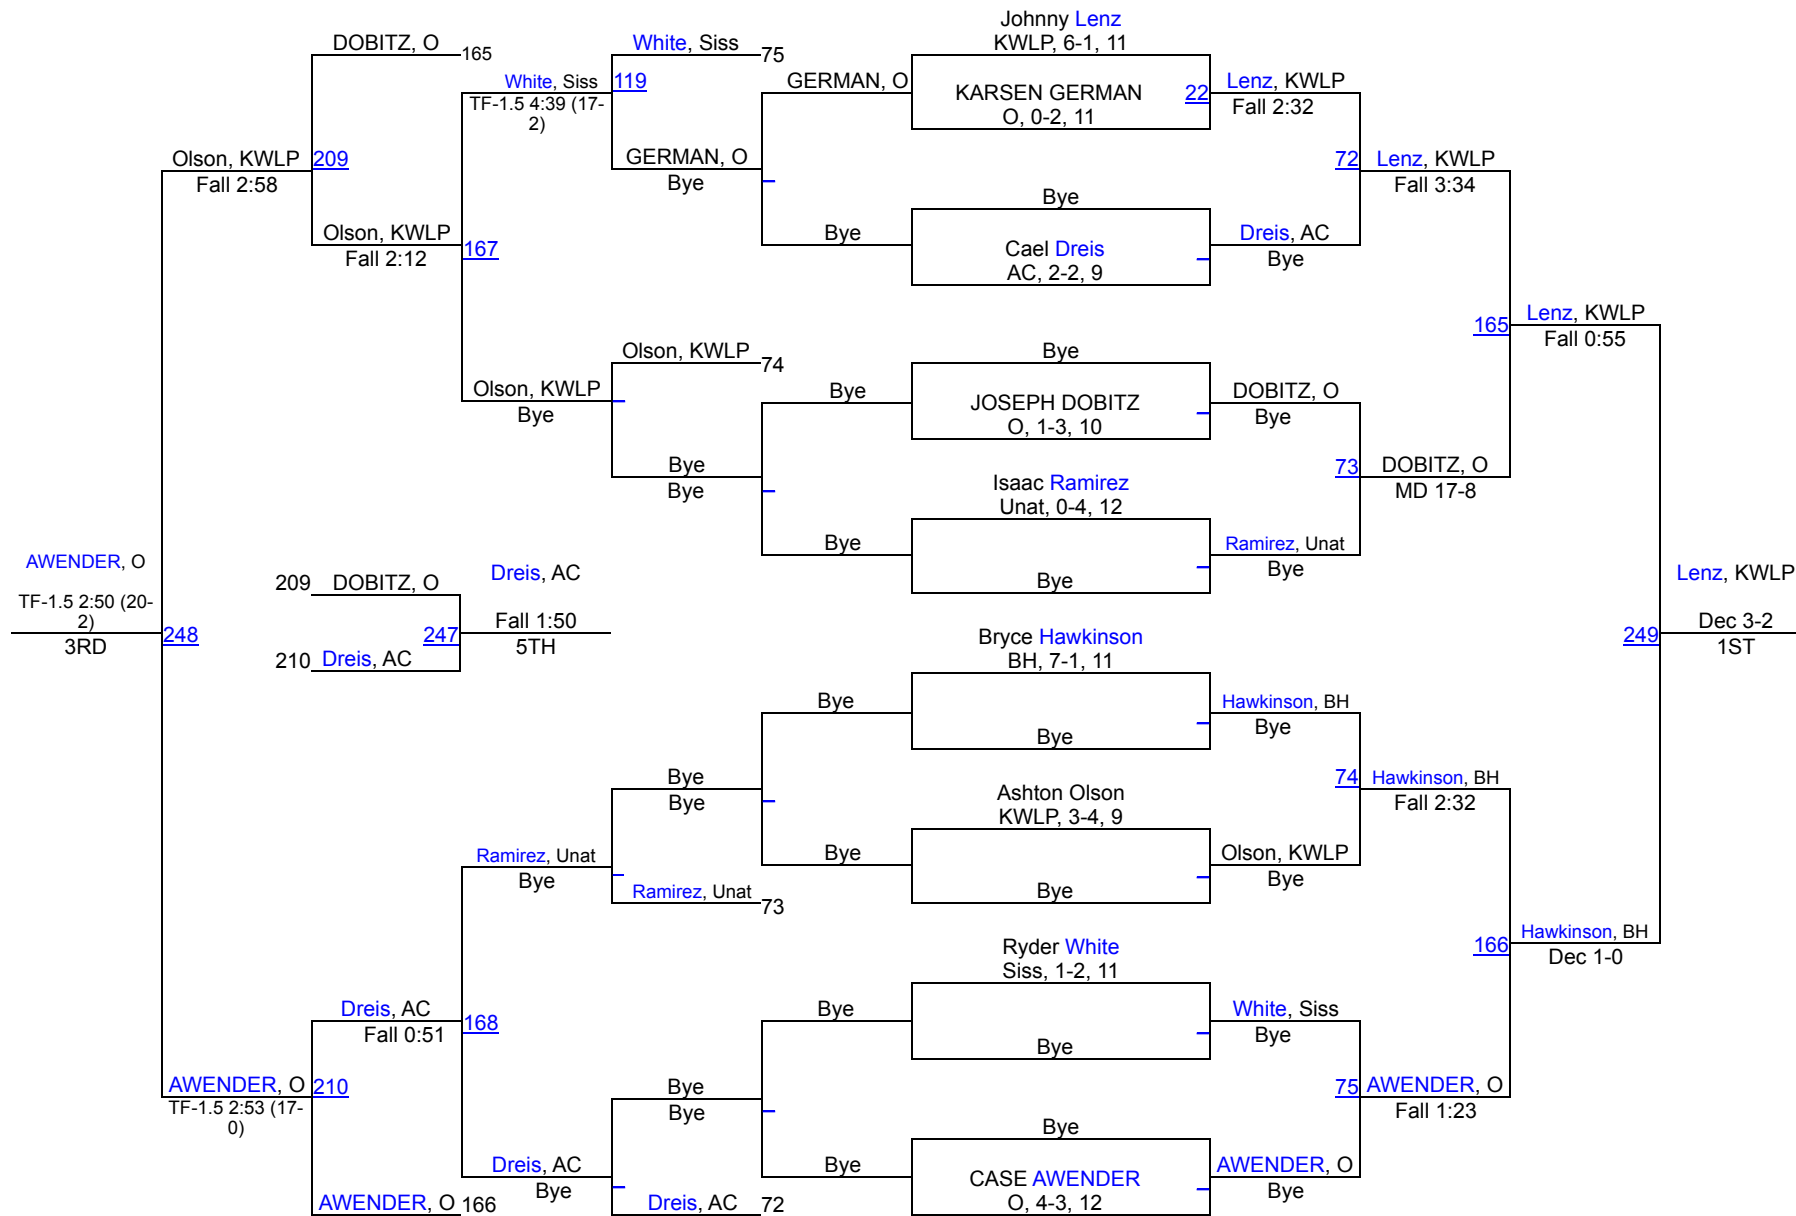 Johnny Lenz
KWLP, 6-1, 11
DOBITZ, O
165
White, Siss
75
White, Siss
119
TF-1.5 4:39 (17-
2)
GERMAN, O
KARSEN GERMAN
O, 0-2, 11
22
Lenz, KWLP
Fall 2:32
Olson, KWLP
209
Fall 2:58
GERMAN, O
Bye
72
Lenz, KWLP
Fall 3:34
Bye
Olson, KWLP
Fall 2:12
167
Bye
Cael Dreis
AC, 2-2, 9
Dreis, AC
Bye
165
Lenz, KWLP
Fall 0:55
Olson, KWLP
74
Bye
Olson, KWLP
Bye
Bye
JOSEPH DOBITZ
O, 1-3, 10
DOBITZ, O
Bye
Bye
Bye
Isaac Ramirez
Unat, 0-4, 12
73
DOBITZ, O
MD 17-8
Bye
Ramirez, Unat
Bye
Bye
AWENDER, O
TF-1.5 2:50 (20-
2)
3RD
248
209
DOBITZ, O
Dreis, AC
247
Fall 1:50
5TH
210
Dreis, AC
Lenz, KWLP
249
Dec 3-2
1ST
Bryce Hawkinson
BH, 7-1, 11
Bye
Hawkinson, BH
Bye
Bye
Bye
Bye
Ashton Olson
KWLP, 3-4, 9
74
Hawkinson, BH
Fall 2:32
Ramirez, Unat
Bye
Bye
Olson, KWLP
Bye
Bye
Ramirez, Unat
73
Ryder White
Siss, 1-2, 11
166
Hawkinson, BH
Dec 1-0
Dreis, AC
Fall 0:51
168
Bye
White, Siss
Bye
Bye
AWENDER, O
210
TF-1.5 2:53 (17-
0)
Bye
Bye
75
AWENDER, O
Fall 1:23
Bye
Dreis, AC
Bye
Bye
CASE AWENDER
O, 4-3, 12
AWENDER, O
Bye
AWENDER, O
166
Dreis, AC
72